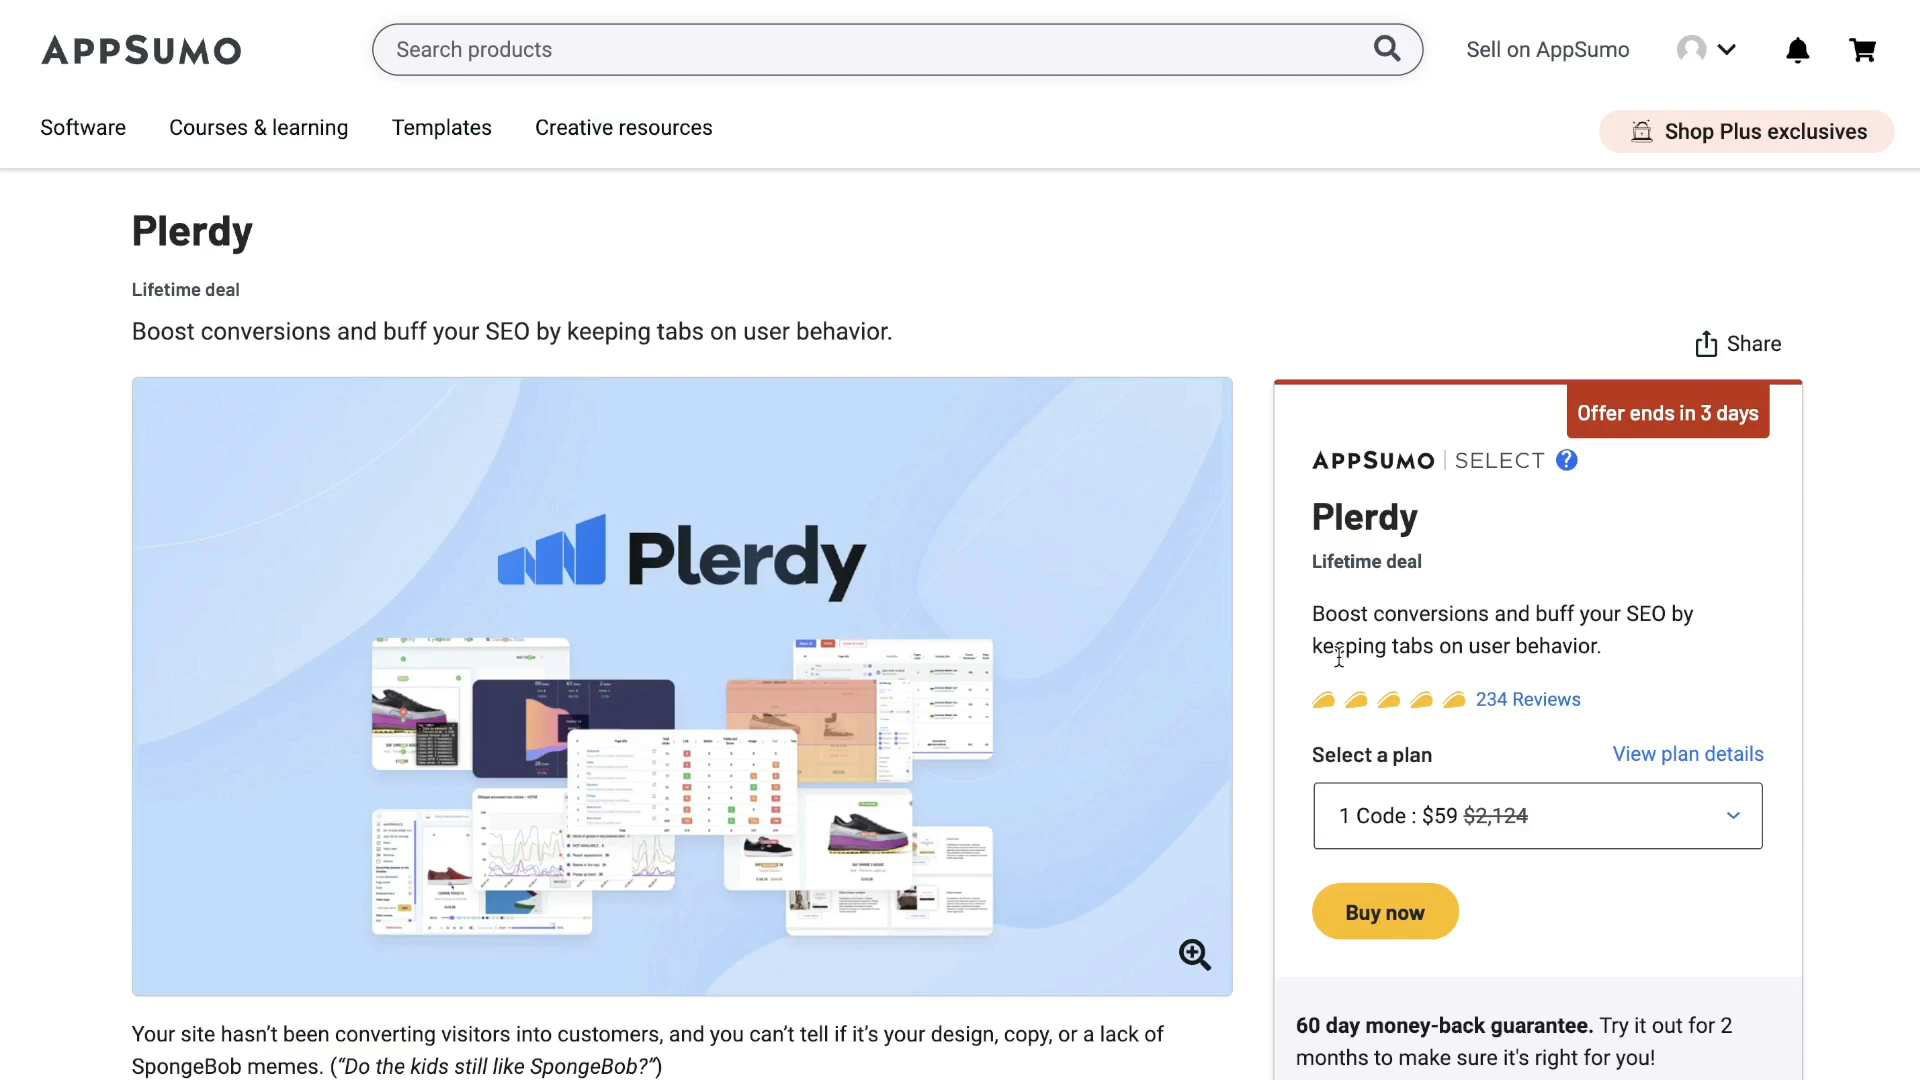 APPSUMO
Search products
Sell on AppSumo
Software
Courses & learning
Templates
Creative resources
Shop Plus exclusives
Plerdy
Lifetime deal
Boost conversions and buff your SEO by keeping tabs on user behavior.
Share
Plerdy
Offer ends in 3 days
APPSUMO | SELECT ?
Plerdy
Lifetime deal
Boost conversions and buff your SEO by
keeping tabs on user behavior.
234 Reviews
Select a plan
View plan details
1 Code : $59 $2,124
Buy now
60 day money-back guarantee. Try it out for 2
months to make sure it's right for you!
Your site hasn’t been converting visitors into customers, and you can’t tell if it’s your design, copy, or a lack of
SpongeBob memes. (“Do the kids still like SpongeBob?”)